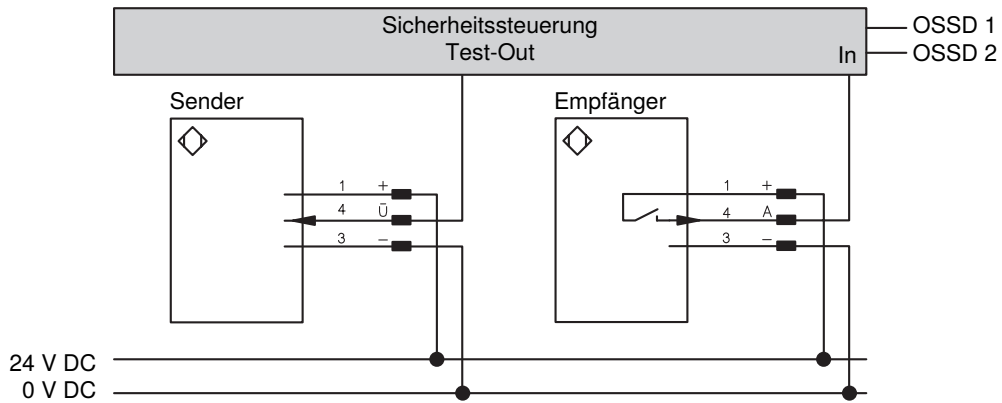 Sicherheitssteuerung
Test-Out
In
OSSD 1
OSSD 2
Sender
Empfänger
1 +
4 Ū
3 –
1 +
4 A
3 –
24 V DC
0 V DC